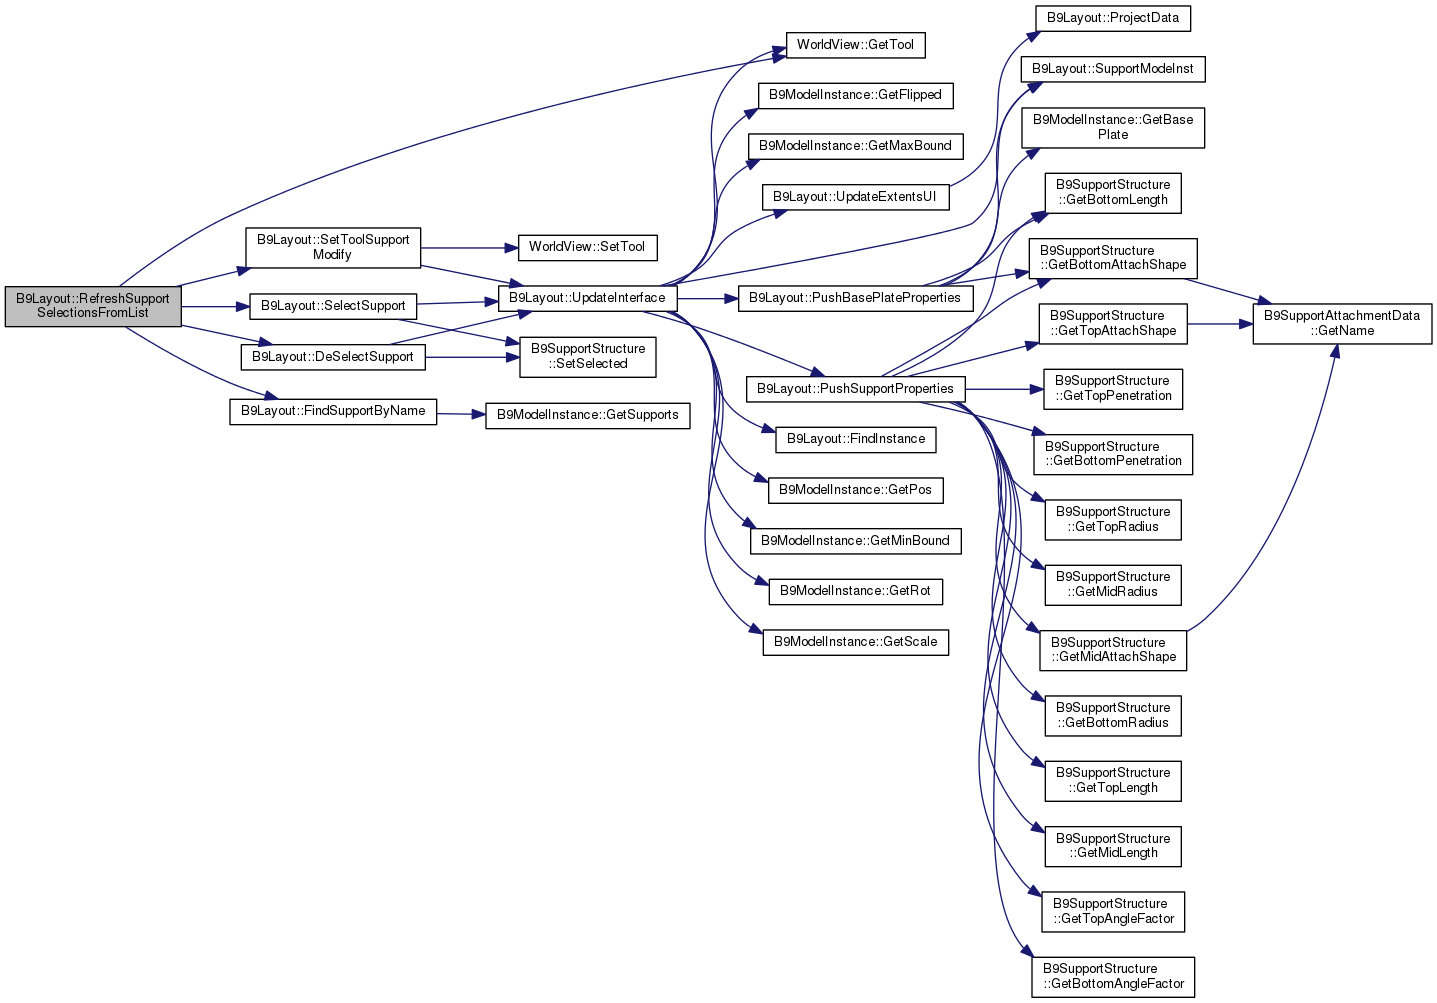 B9Layout::RefreshSupport
SelectionsFromList
B9Layout::SetToolSupport
Modify
B9Layout::SelectSupport
B9Layout::DeSelectSupport
B9Layout::FindSupportByName
WorldView::SetTool
B9Layout::UpdateInterface
B9SupportStructure
::SetSelected
B9ModelInstance::GetSupports
WorldView::GetTool
B9ModelInstance::GetFlipped
B9ModelInstance::GetMaxBound
B9Layout::UpdateExtentsUI
B9Layout::PushBasePlateProperties
B9Layout::PushSupportProperties
B9Layout::FindInstance
B9ModelInstance::GetPos
B9ModelInstance::GetMinBound
B9ModelInstance::GetRot
B9ModelInstance::GetScale
B9Layout::ProjectData
B9Layout::SupportModeInst
B9ModelInstance::GetBase
Plate
B9SupportStructure
::GetBottomLength
B9SupportStructure
::GetBottomAttachShape
B9SupportStructure
::GetTopAttachShape
B9SupportStructure
::GetTopPenetration
B9SupportStructure
::GetBottomPenetration
B9SupportStructure
::GetTopRadius
B9SupportStructure
::GetMidRadius
B9SupportStructure
::GetMidAttachShape
B9SupportStructure
::GetBottomRadius
B9SupportStructure
::GetTopLength
B9SupportStructure
::GetMidLength
B9SupportStructure
::GetTopAngleFactor
B9SupportStructure
::GetBottomAngleFactor
B9SupportAttachmentData
::GetName